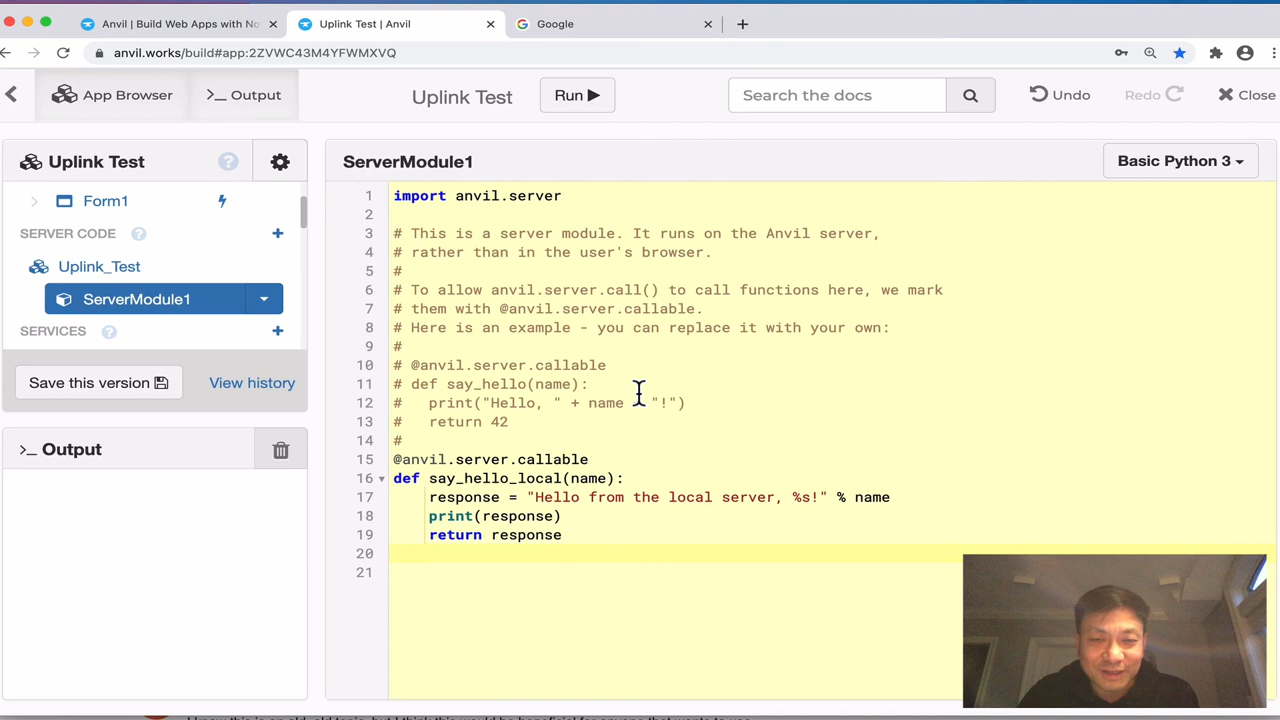 Anvil | Build Web Apps with No
Uplink Test | Anvil
Google
anvil.works/build#app:2ZVWC43M4YFWMXVQ
App Browser
>_ Output
Uplink Test
Run
Search the docs
Undo
Redo
Close
Uplink Test
Form1
SERVER CODE
Uplink_Test
ServerModule1
SERVICES
Save this version
View history
>_ Output
ServerModule1
Basic Python 3
1 import anvil.server
2
3 # This is a server module. It runs on the Anvil server,
4 # rather than in the user's browser.
5 #
6 # To allow anvil.server.call() to call functions here, we mark
7 # them with @anvil.server.callable.
8 # Here is an example - you can replace it with your own:
9 #
10 # @anvil.server.callable
11 # def say_hello(name):
12 #   print("Hello, " + name "!")
13 #   return 42
14 #
15 @anvil.server.callable
16 def say_hello_local(name):
17     response = "Hello from the local server, %s!" % name
18     print(response)
19     return response
20
21